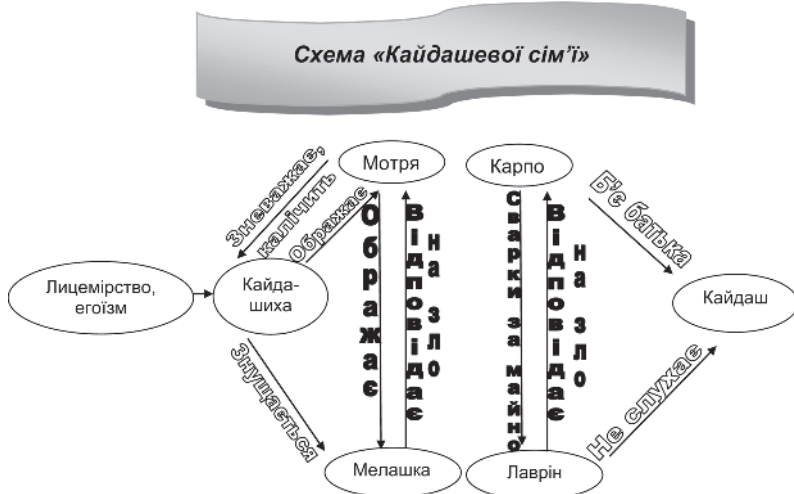 Схема «Кайдашевої сім’ї»
Мотря
Карпо
Зневажає,
калічить
Ображає
Ображає
Відповідає
на зло
Сварки за майно
Відповідає
на зло
Б’є батька
Лицемірство,
егоїзм
Кайда-
шиха
Кайдаш
Знущається
Не слухає
Мелашка
Лаврін